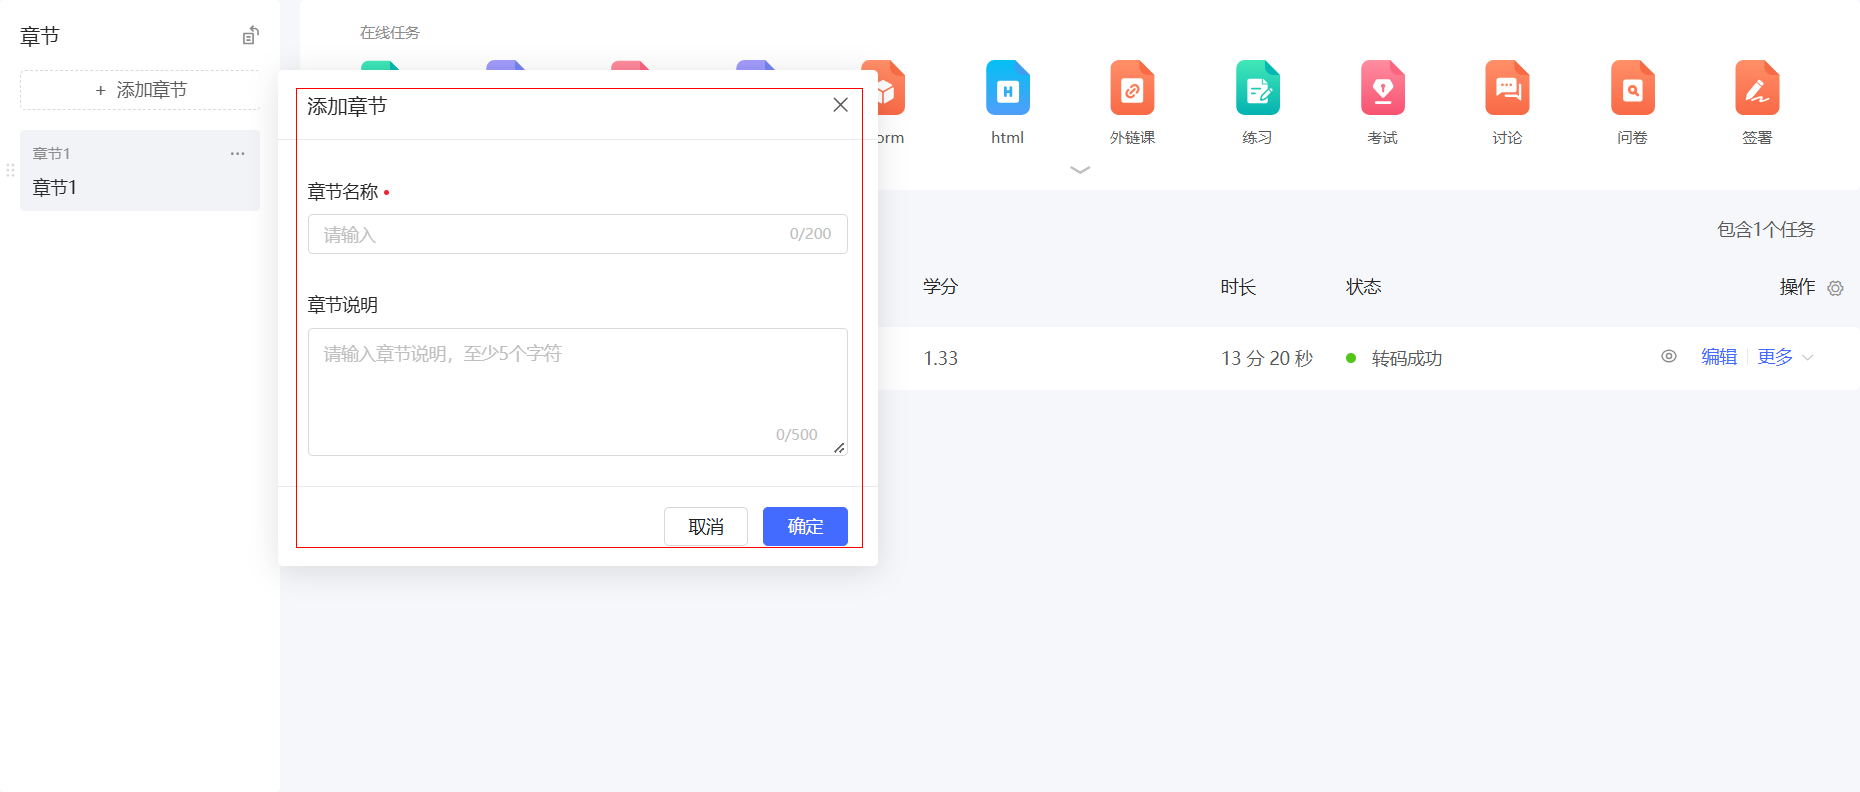 章节
+ 添加章节
章节1
章节1
在线任务
orm
html
外链课
练习
考试
讨论
问卷
签署
添加章节
章节名称
请输入
0/200
章节说明
请输入章节说明，至少5个字符
0/500
取消
确定
包含1个任务
学分
时长
状态
操作
1.33
13 分 20 秒
转码成功
编辑
更多